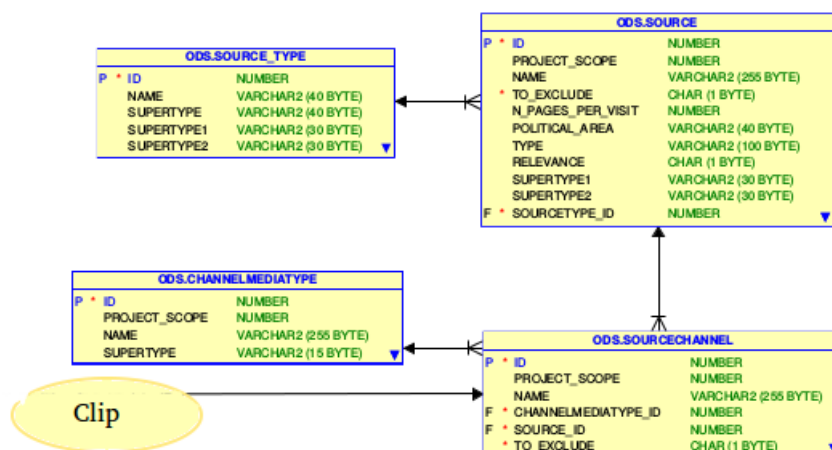 ODS.SOURCE_TYPE
P * ID NUMBER
NAME VARCHAR2 (40 BYTE)
SUPERTYPE VARCHAR2 (40 BYTE)
SUPERTYPE1 VARCHAR2 (30 BYTE)
SUPERTYPE2 VARCHAR2 (30 BYTE)
ODS.SOURCE
P * ID NUMBER
PROJECT_SCOPE NUMBER
NAME VARCHAR2 (255 BYTE)
* TO_EXCLUDE CHAR (1 BYTE)
N_PAGES_PER_VISIT NUMBER
POLITICAL_AREA VARCHAR2 (40 BYTE)
TYPE VARCHAR2 (100 BYTE)
RELEVANCE CHAR (1 BYTE)
SUPERTYPE1 VARCHAR2 (30 BYTE)
SUPERTYPE2 VARCHAR2 (30 BYTE)
F * SOURCETYPE_ID NUMBER
ODS.CHANNELMEDIATYPE
P * ID NUMBER
PROJECT_SCOPE NUMBER
NAME VARCHAR2 (255 BYTE)
SUPERTYPE VARCHAR2 (15 BYTE)
Clip
ODS.SOURCECHANNEL
P * ID NUMBER
PROJECT_SCOPE NUMBER
NAME VARCHAR2 (255 BYTE)
F * CHANNELMEDIATYPE_ID NUMBER
F * SOURCE_ID NUMBER
* TO_EXCLUDE CHAR (1 BYTE)